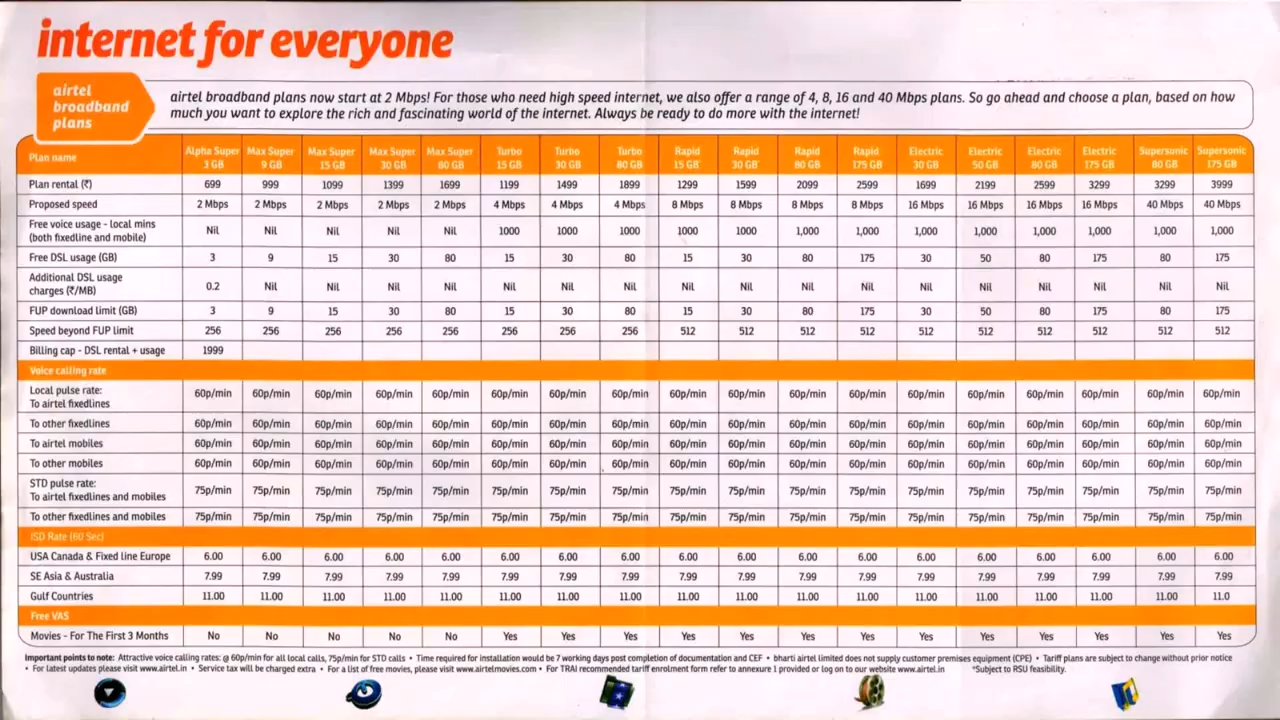 internet for everyone
airtel
broadband
plans
airtel broadband plans now start at 2 Mbps! For those who need high speed internet, we also offer a range of 4, 8, 16 and 40 Mbps plans. So go ahead and choose a plan, based on how
much you want to explore the rich and fascinating world of the internet. Always be ready to do more with the internet!
Plan name Alpha Super 3 GB Max Super 9 GB Max Super 15 GB Max Super 30 GB Max Super 80 GB Turbo 15 GB Turbo 30 GB Turbo 80 GB Rapid 15 GB* Rapid 30 GB* Rapid 80 GB Rapid 175 GB Electric 30 GB Electric 50 GB Electric 80 GB Electric 175 GB Supersonic 80 GB Supersonic 175 GB
Plan rental (₹) 699 999 1099 1399 1699 1199 1499 1899 1299 1599 2099 2599 1699 2199 2599 3299 3299 3999
Proposed speed 2 Mbps 2 Mbps 2 Mbps 2 Mbps 2 Mbps 4 Mbps 4 Mbps 4 Mbps 8 Mbps 8 Mbps 8 Mbps 8 Mbps 16 Mbps 16 Mbps 16 Mbps 16 Mbps 40 Mbps 40 Mbps
Free voice usage - local mins
(both fixedline and mobile) Nil Nil Nil Nil Nil 1000 1000 1000 1000 1000 1,000 1,000 1,000 1,000 1,000 1,000 1,000 1,000
Free DSL usage (GB) 3 9 15 30 80 15 30 80 15 30 80 175 30 50 80 175 80 175
Additional DSL usage
charges (₹/MB) 0.2 Nil Nil Nil Nil Nil Nil Nil Nil Nil Nil Nil Nil Nil Nil Nil Nil Nil
FUP download limit (GB) 3 9 15 30 80 15 30 80 15 30 80 175 30 50 80 175 80 175
Speed beyond FUP limit 256 256 256 256 256 256 256 256 512 512 512 512 512 512 512 512 512 512
Billing cap - DSL rental + usage 1999
Voice calling rate
Local pulse rate:
To airtel fixedlines 60p/min 60p/min 60p/min 60p/min 60p/min 60p/min 60p/min 60p/min 60p/min 60p/min 60p/min 60p/min 60p/min 60p/min 60p/min 60p/min 60p/min 60p/min
To other fixedlines 60p/min 60p/min 60p/min 60p/min 60p/min 60p/min 60p/min 60p/min 60p/min 60p/min 60p/min 60p/min 60p/min 60p/min 60p/min 60p/min 60p/min 60p/min
To airtel mobiles 60p/min 60p/min 60p/min 60p/min 60p/min 60p/min 60p/min 60p/min 60p/min 60p/min 60p/min 60p/min 60p/min 60p/min 60p/min 60p/min 60p/min 60p/min
To other mobiles 60p/min 60p/min 60p/min 60p/min 60p/min 60p/min 60p/min 60p/min 60p/min 60p/min 60p/min 60p/min 60p/min 60p/min 60p/min 60p/min 60p/min 60p/min
STD pulse rate:
To airtel fixedlines and mobiles 75p/min 75p/min 75p/min 75p/min 75p/min 75p/min 75p/min 75p/min 75p/min 75p/min 75p/min 75p/min 75p/min 75p/min 75p/min 75p/min 75p/min 75p/min
To other fixedlines and mobiles 75p/min 75p/min 75p/min 75p/min 75p/min 75p/min 75p/min 75p/min 75p/min 75p/min 75p/min 75p/min 75p/min 75p/min 75p/min 75p/min 75p/min 75p/min
ISD Rate (60 Sec)
USA Canada & Fixed line Europe 6.00 6.00 6.00 6.00 6.00 6.00 6.00 6.00 6.00 6.00 6.00 6.00 6.00 6.00 6.00 6.00 6.00 6.00
SE Asia & Australia 7.99 7.99 7.99 7.99 7.99 7.99 7.99 7.99 7.99 7.99 7.99 7.99 7.99 7.99 7.99 7.99 7.99 7.99
Gulf Countries 11.00 11.00 11.00 11.00 11.00 11.00 11.00 11.00 11.00 11.00 11.00 11.00 11.00 11.00 11.00 11.00 11.00 11.0
Free VAS
Movies - For The First 3 Months No No No No No Yes Yes Yes Yes Yes Yes Yes Yes Yes Yes Yes Yes Yes
Important points to note: Attractive voice calling rates: @ 60p/min for all local calls, 75p/min for STD calls • Time required for installation would be 7 working days post completion of documentation and CEF • bharti airtel limited does not supply customer premises equipment (CPE) • Tariff plans are subject to change without prior notice
• For latest updates please visit www.airtel.in • Service tax will be charged extra • For a list of free movies, please visit www.airtelmovies.com • For TRAI recommended tariff enrolment form refer to annexure 1 provided or log on to our website www.airtel.in *Subject to RSU feasibility.